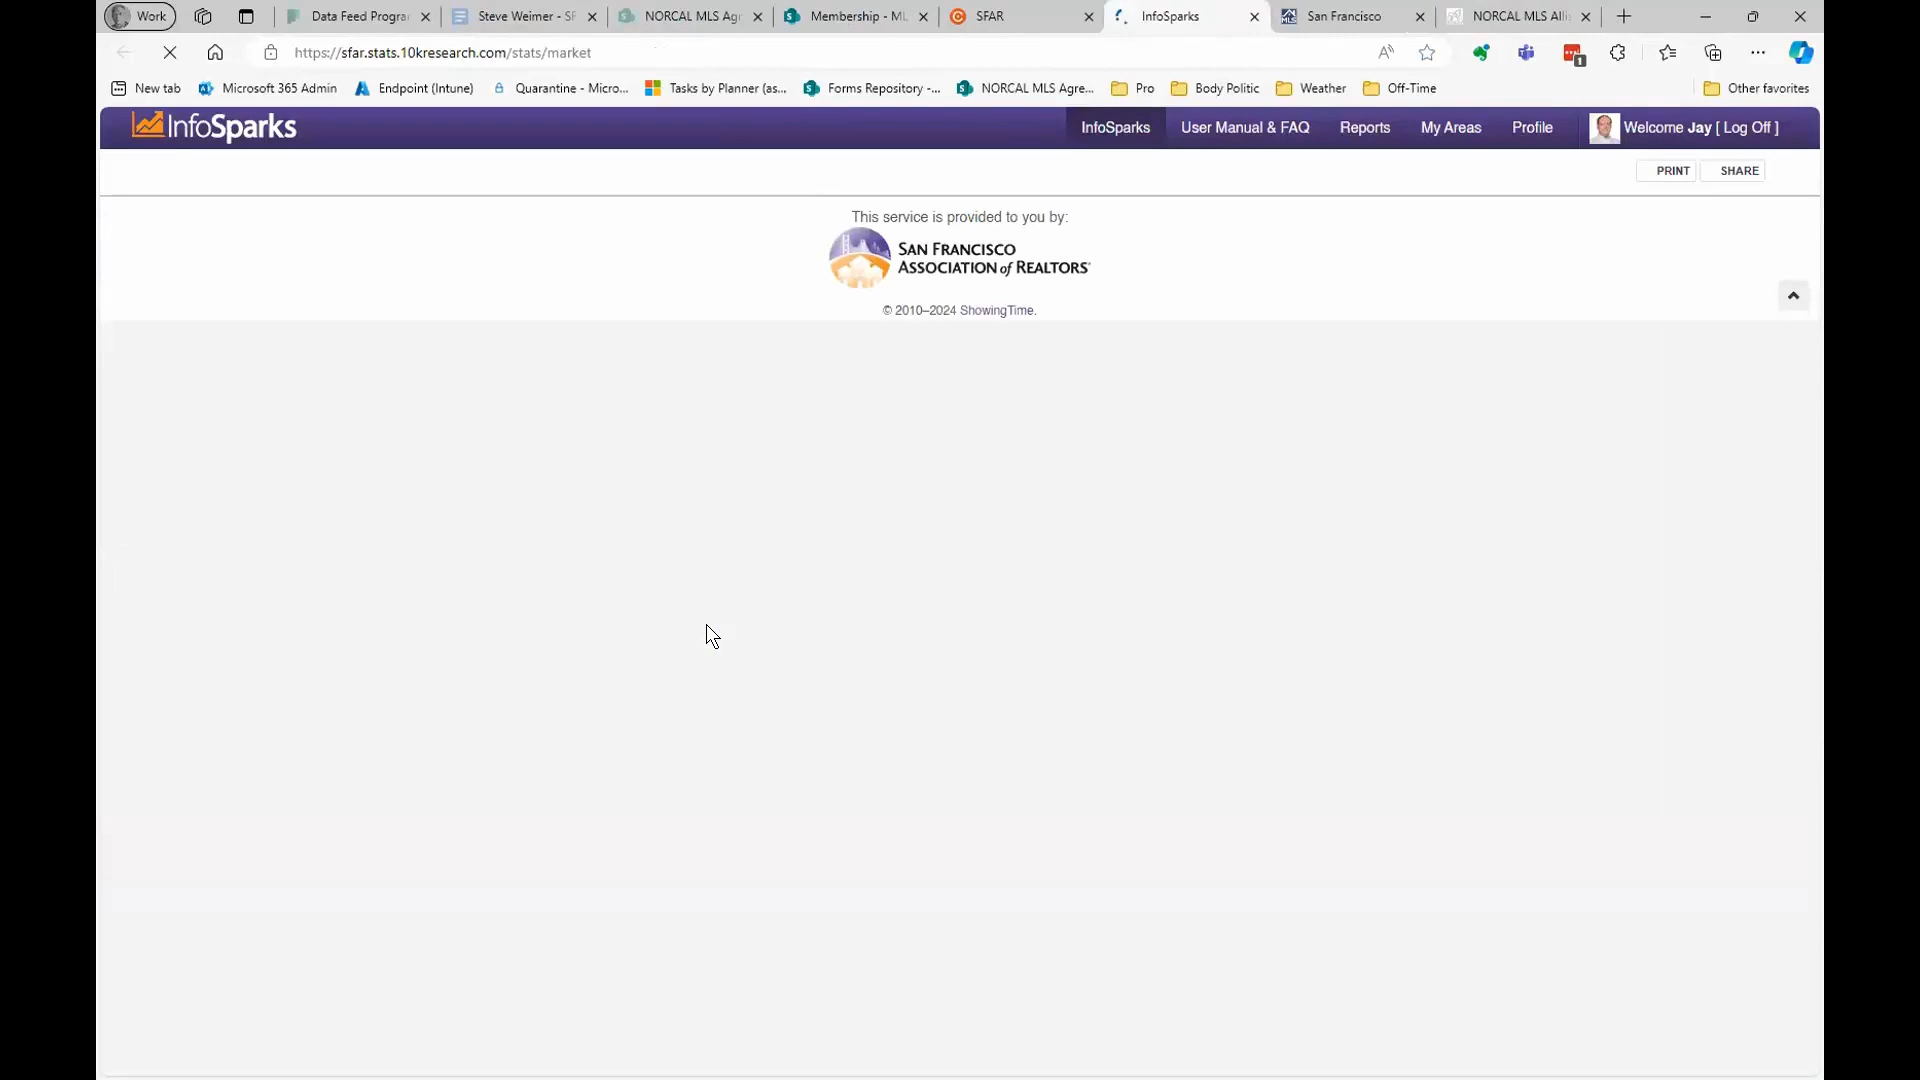 Work
Data Feed Progra
Steve Weimer - SF
NORCAL MLS Agr
Membership - ML
SFAR
InfoSparks
San Francisco
NORCAL MLS Alli
https://sfar.stats.10kresearch.com/stats/market
1
New tab
Microsoft 365 Admin
Endpoint (Intune)
Quarantine - Micro...
Tasks by Planner (as...
Forms Repository -...
NORCAL MLS Agre...
Pro
Body Politic
Weather
Off-Time
Other favorites
InfoSparks
InfoSparks
User Manual & FAQ
Reports
My Areas
Profile
Welcome Jay [ Log Off ]
PRINT
SHARE
This service is provided to you by:
SAN FRANCISCO
ASSOCIATION of REALTORS®
© 2010–2024 ShowingTime.